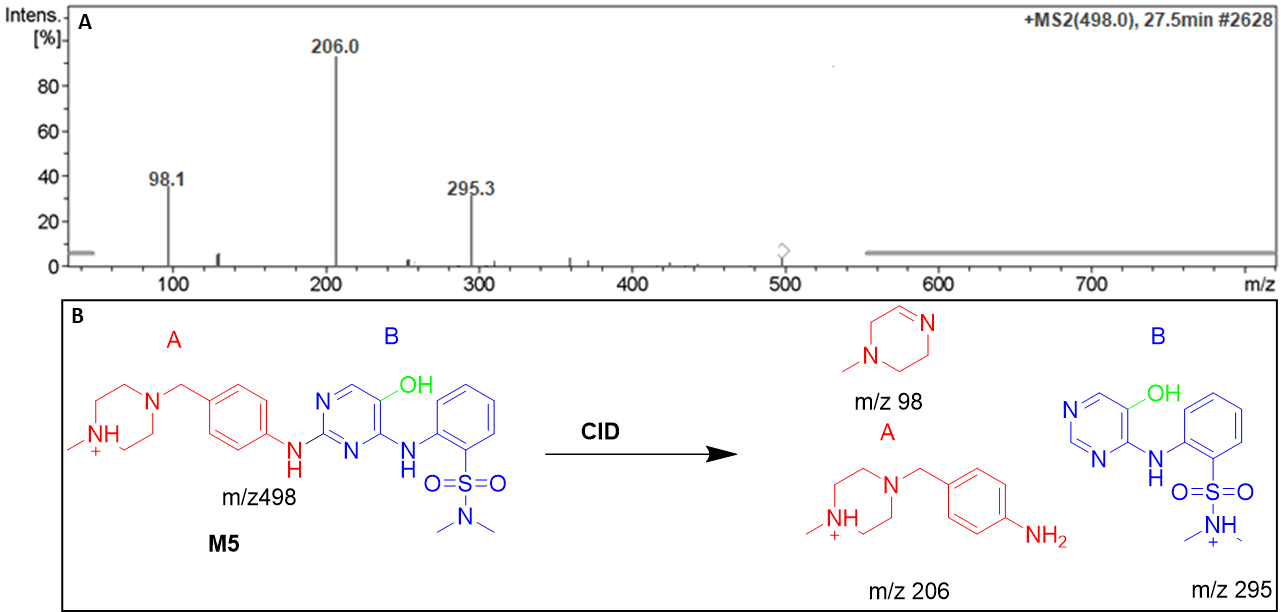 Intens.
[%]
A
+MS2(498.0), 27.5min #2628
206.0
80
60
40
98.1
295.3
20
0
100
200
300
400
500
600
700
m/z
B
A
B
B
N
N
OH
OH
N
N
N
N
m/z 98
CID
A
NH
+
N
N
H
N
H
O=S=O
N
m/z498
M5
N
NH
+
NH2
m/z 206
N
H
O=S=O
NH
+
m/z 295